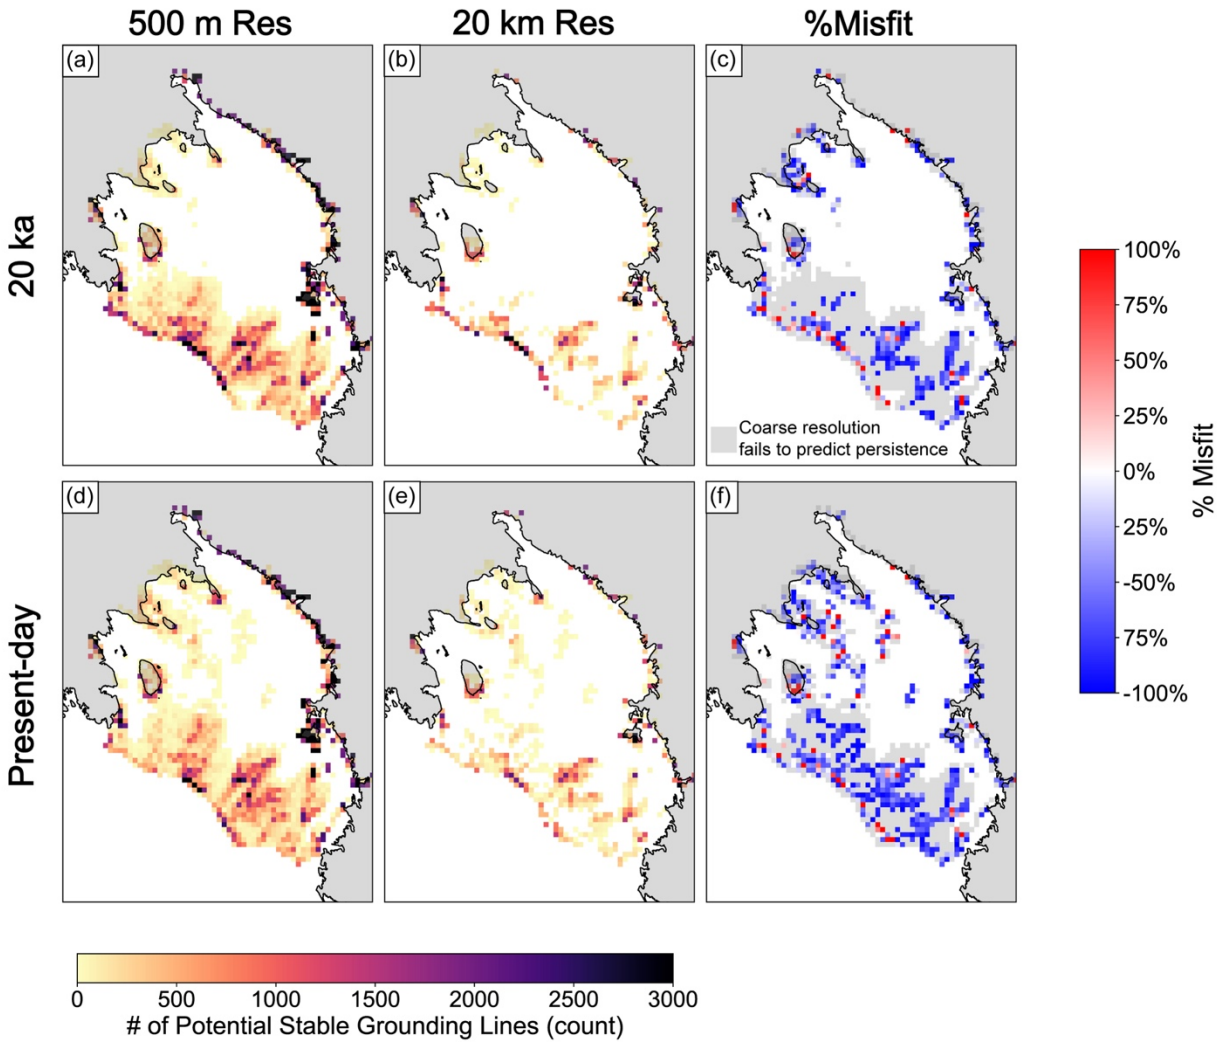 500 m Res
20 km Res
%Misfit
(a)
(b)
(c)
20 ka
Coarse resolution
fails to predict persistence
(d)
(e)
(f)
Present-day
100%
75%
50%
25%
0%
25%
-50%
75%
-100%
% Misfit
0
500
1000
1500
2000
2500
3000
# of Potential Stable Grounding Lines (count)